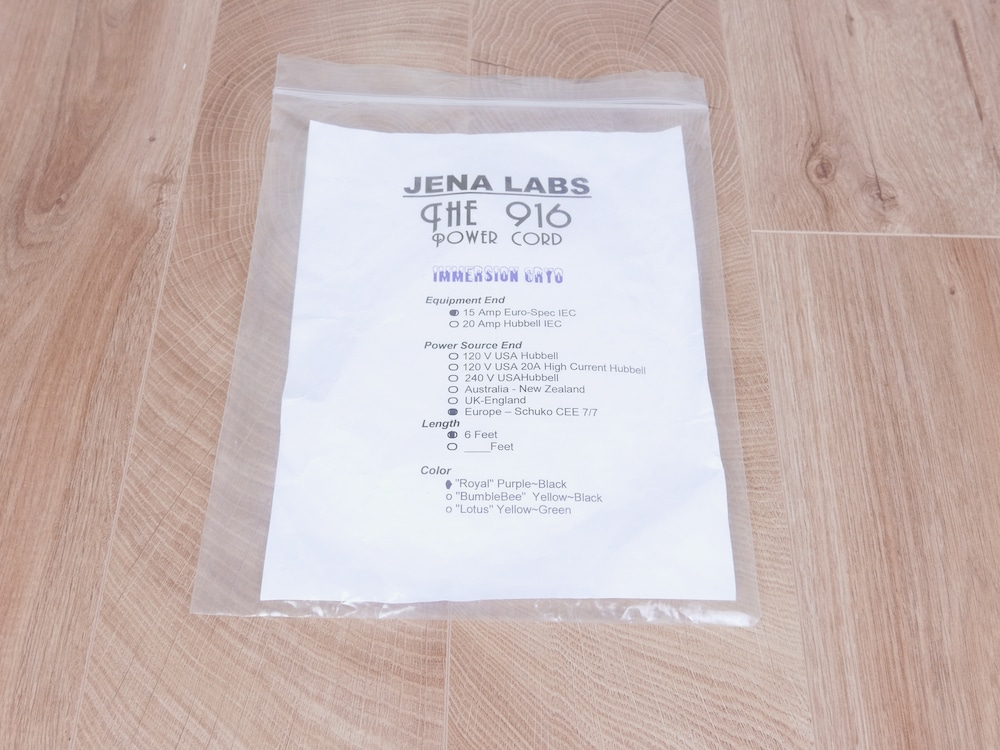 JENA LABS
THE 916
POWER CORD
IMMERSION CRYO
Equipment End
15 Amp Euro-Spec IEC
20 Amp Hubbell IEC
Power Source End
120 V USA Hubbell
120 V USA 20A High Current Hubbell
240 V USAHubbell
Australia - New Zealand
UK-England
Europe – Schuko CEE 7/7
Length
6 Feet
____Feet
Color
"Royal" Purple~Black
"BumbleBee" Yellow~Black
"Lotus" Yellow~Green